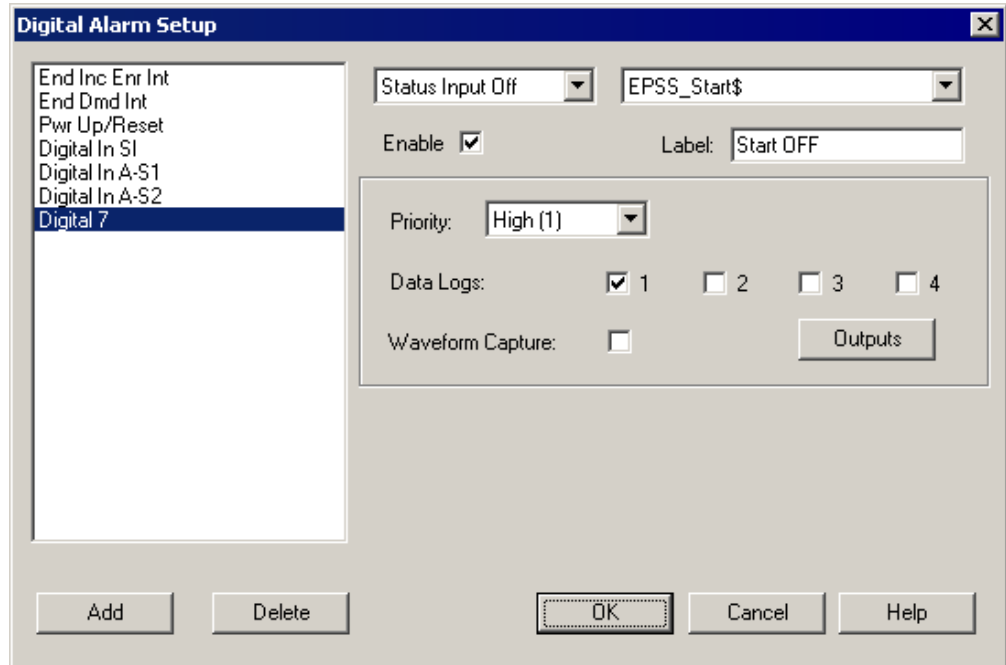 Digital Alarm Setup
End Inc Enr Int
End Dmd Int
Pwr Up/Reset
Digital In SI
Digital In A-S1
Digital In A-S2
Digital 7
Status Input Off
EPSS_Start$
Enable
Label: Start OFF
Priority: High (1)
Data Logs: 1 2 3 4
Waveform Capture:
Outputs
Add Delete OK Cancel Help